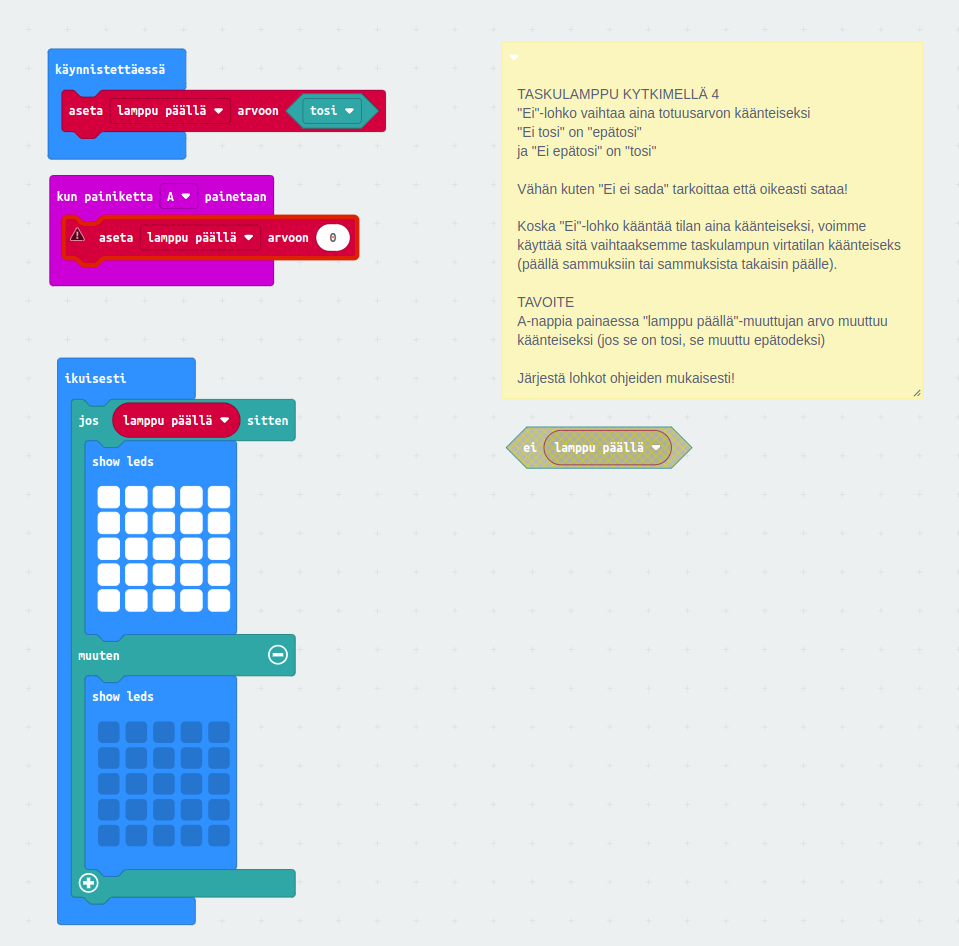 käynnistettäessä
aseta lamppu päällä arvoon tosi
kun painiketta A painetaan
aseta lamppu päällä arvoon 0
ikuisesti
jos lamppu päällä sitten
show leds
muuten
show leds
TASKULAMPPU KYTKIMELLÄ 4
"Ei"-lohko vaihtaa aina totuusarvon käänteiseksi
"Ei tosi" on "epätosi"
ja "Ei epätosi" on "tosi"
Vähän kuten "Ei ei sada" tarkoittaa että oikeasti sataa!
Koska "Ei"-lohko kääntää tilan aina käänteiseksi, voimme
käyttää sitä vaihtaaksemme taskulampun virtatilan käänteiseks
(päällä sammuksiin tai sammuksista takaisin päälle).
TAVOITE
A-nappia painaessa "lamppu päällä"-muuttujan arvo muuttuu
käänteiseksi (jos se on tosi, se muuttu epätodeksi)
Järjestä lohkot ohjeiden mukaisesti!
ei lamppu päällä